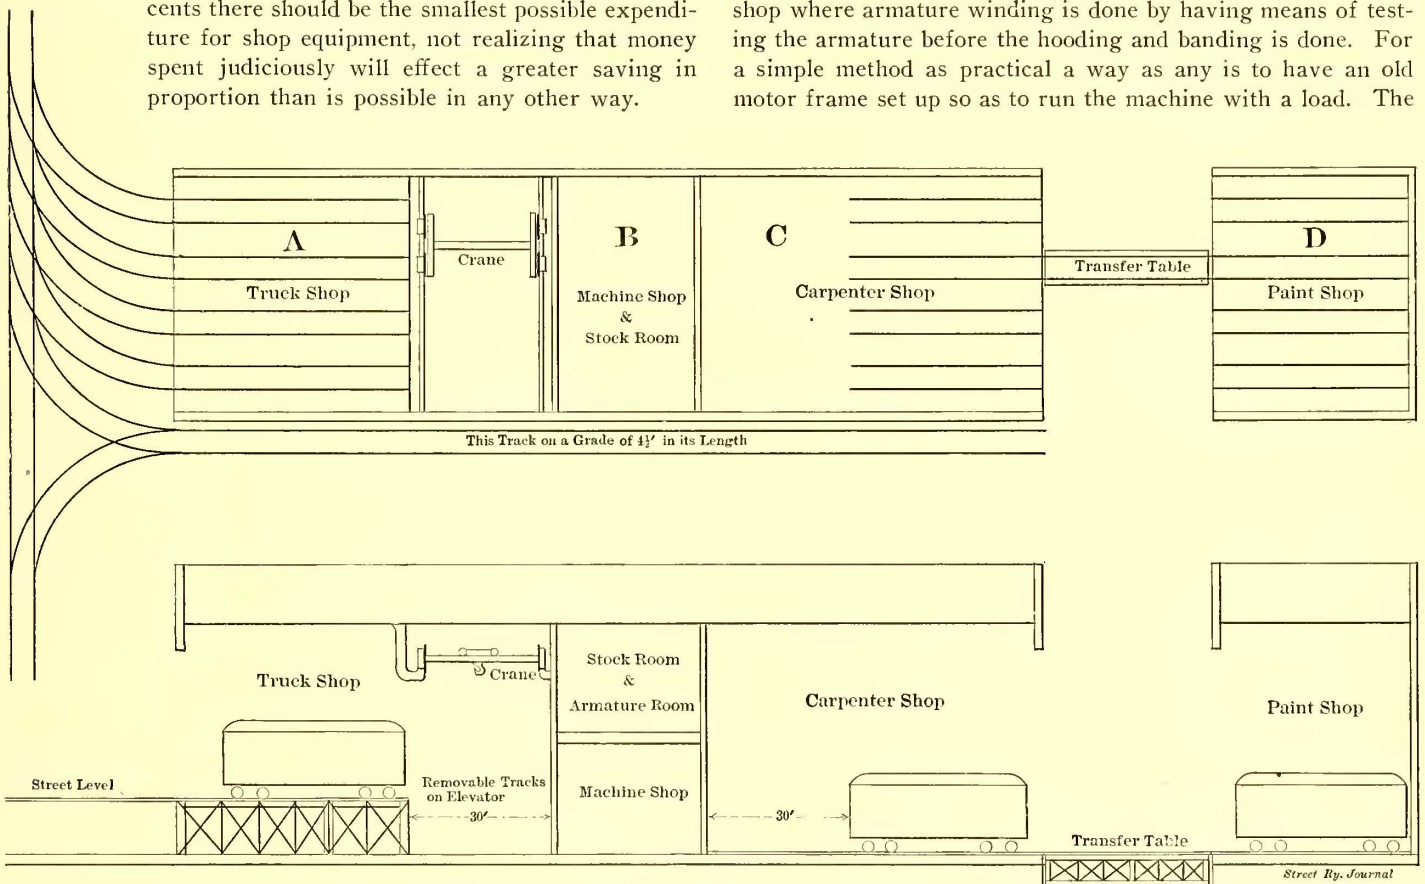 cents there should be the smallest possible expendi-
ture for shop equipment, not realizing that money
spent judiciously will effect a greater saving in
proportion than is possible in any other way.
shop where armature winding is done by having means of test-
ing the armature before the hooding and banding is done. For
a simple method as practical a way as any is to have an old
motor frame set up so as to run the machine with a load. The
A
Truck Shop
Crane
B
Machine Shop
&
Stock Room
C
Carpenter Shop
Transfer Table
D
Paint Shop
This Track on a Grade of 4½' in its Length
Truck Shop
Crane
Stock Room
&
Armature Room
Carpenter Shop
Paint Shop
Street Level
Removable Tracks
on Elevator
30'
Machine Shop
30'
Transfer Table
Street Ry. Journal